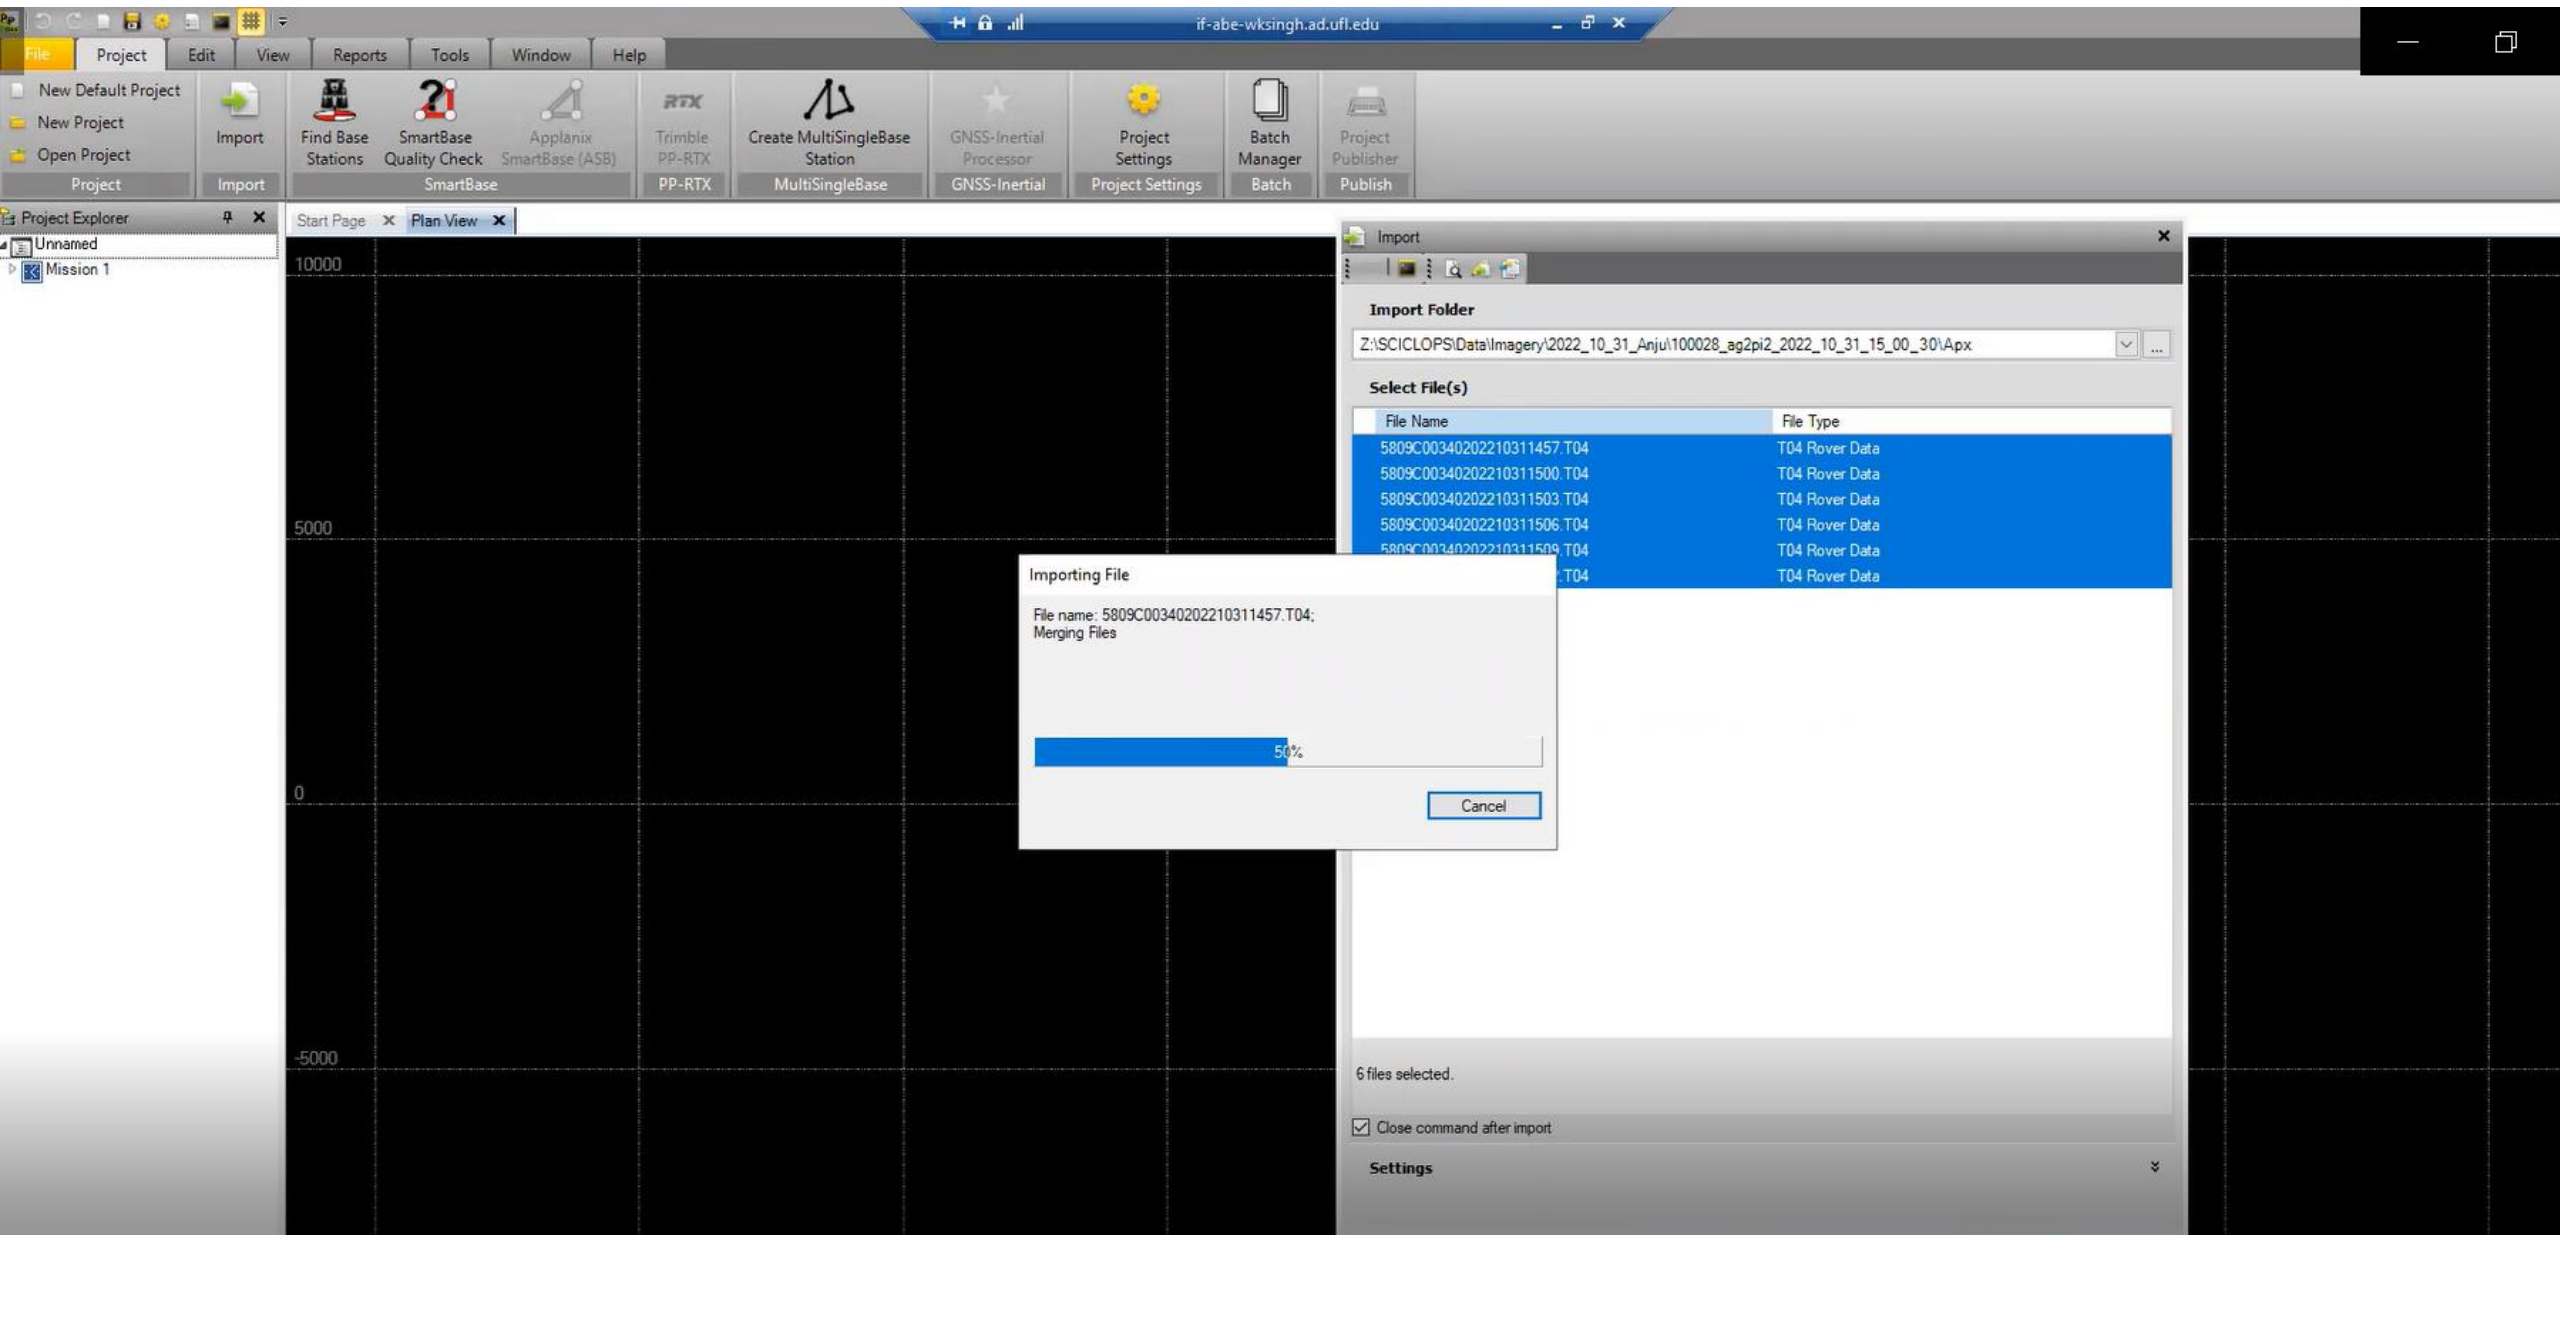 if-abe-wksingh.ad.ufl.edu
File Project Edit View Reports Tools Window Help
New Default Project
New Project
Open Project
Project
Import
Import
Find Base
Stations
SmartBase
Quality Check
Applanix
SmartBase (ASB)
SmartBase
RTX
Trimble
PP-RTX
PP-RTX
Create MultiSingleBase
Station
MultiSingleBase
GNSS-Inertial
Processor
GNSS-Inertial
Project
Settings
Project Settings
Batch
Manager
Batch
Project
Publisher
Publish
Project Explorer
Unnamed
Mission 1
Start Page Plan View
10000
5000
0
-5000
Import
Import Folder
Z:\SCICLOPS\Data\Imagery\2022_10_31_Anju\100028_ag2pi2_2022_10_31_15_00_30\Apx
...
Select File(s)
File Name File Type
5809C00340202210311457.T04 T04 Rover Data
5809C00340202210311500.T04 T04 Rover Data
5809C00340202210311503.T04 T04 Rover Data
5809C00340202210311506.T04 T04 Rover Data
5809C00340202210311509.T04 T04 Rover Data
.T04 T04 Rover Data
Importing File
File name: 5809C00340202210311457.T04;
Merging Files
50%
Cancel
6 files selected.
Close command after import
Settings